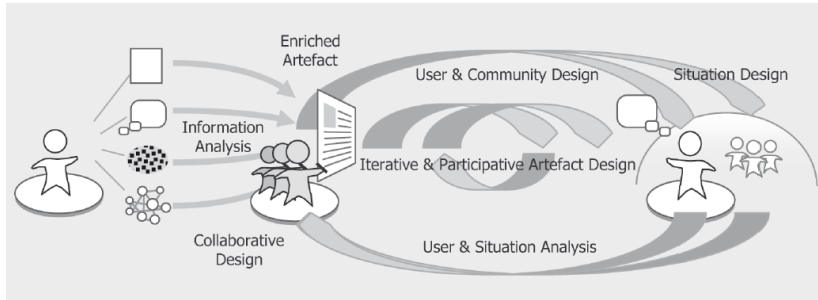 Enriched
Artefact
User & Community Design
Situation Design
Information
Analysis
Iterative & Participative Artefact Design
Collaborative
Design
User & Situation Analysis